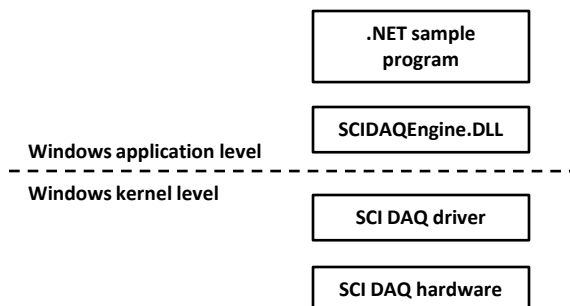 .NET sample
program
SCIDAQEngine.DLL
Windows application level
Windows kernel level
SCI DAQ driver
SCI DAQ hardware